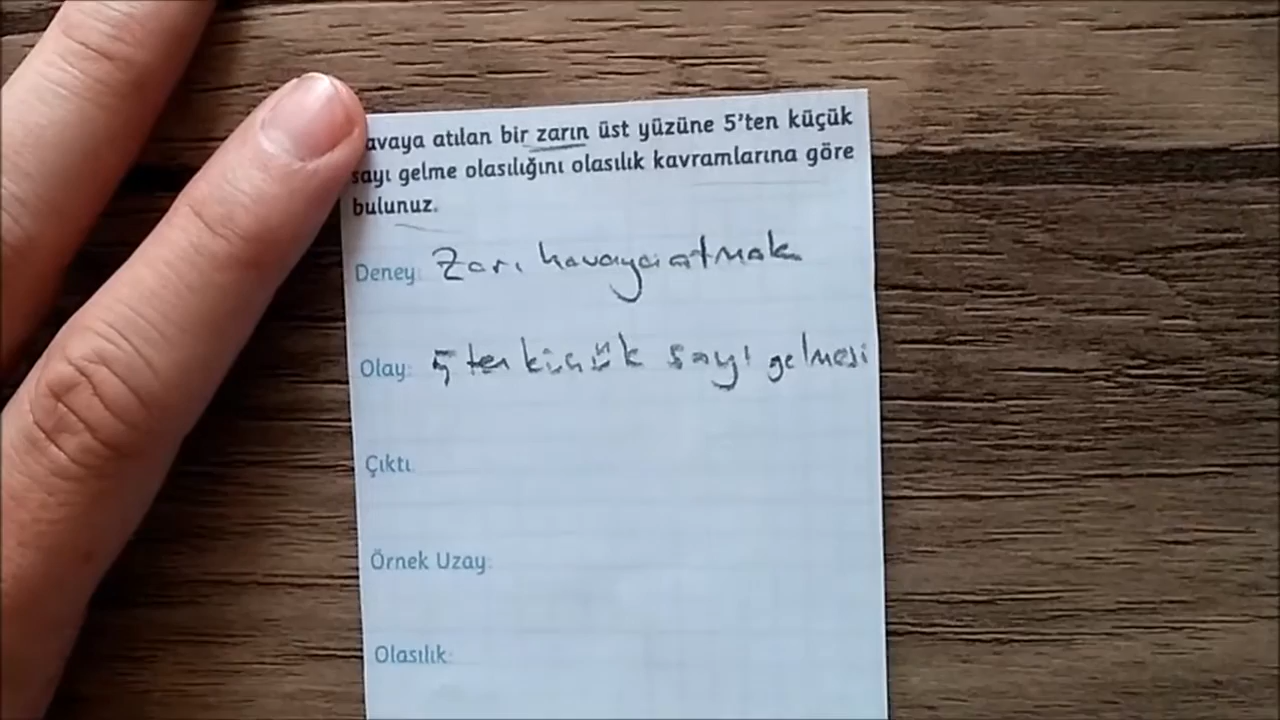 avaya atılan bir zarın üst yüzüne 5'ten küçük
sayı gelme olasılığını olasılık kavramlarına göre
bulunuz.
Deney: Zarı havaya atmak
Olay: 5 ten küçük sayı gelmesi
Çıktı
Örnek Uzay:
Olasılık: